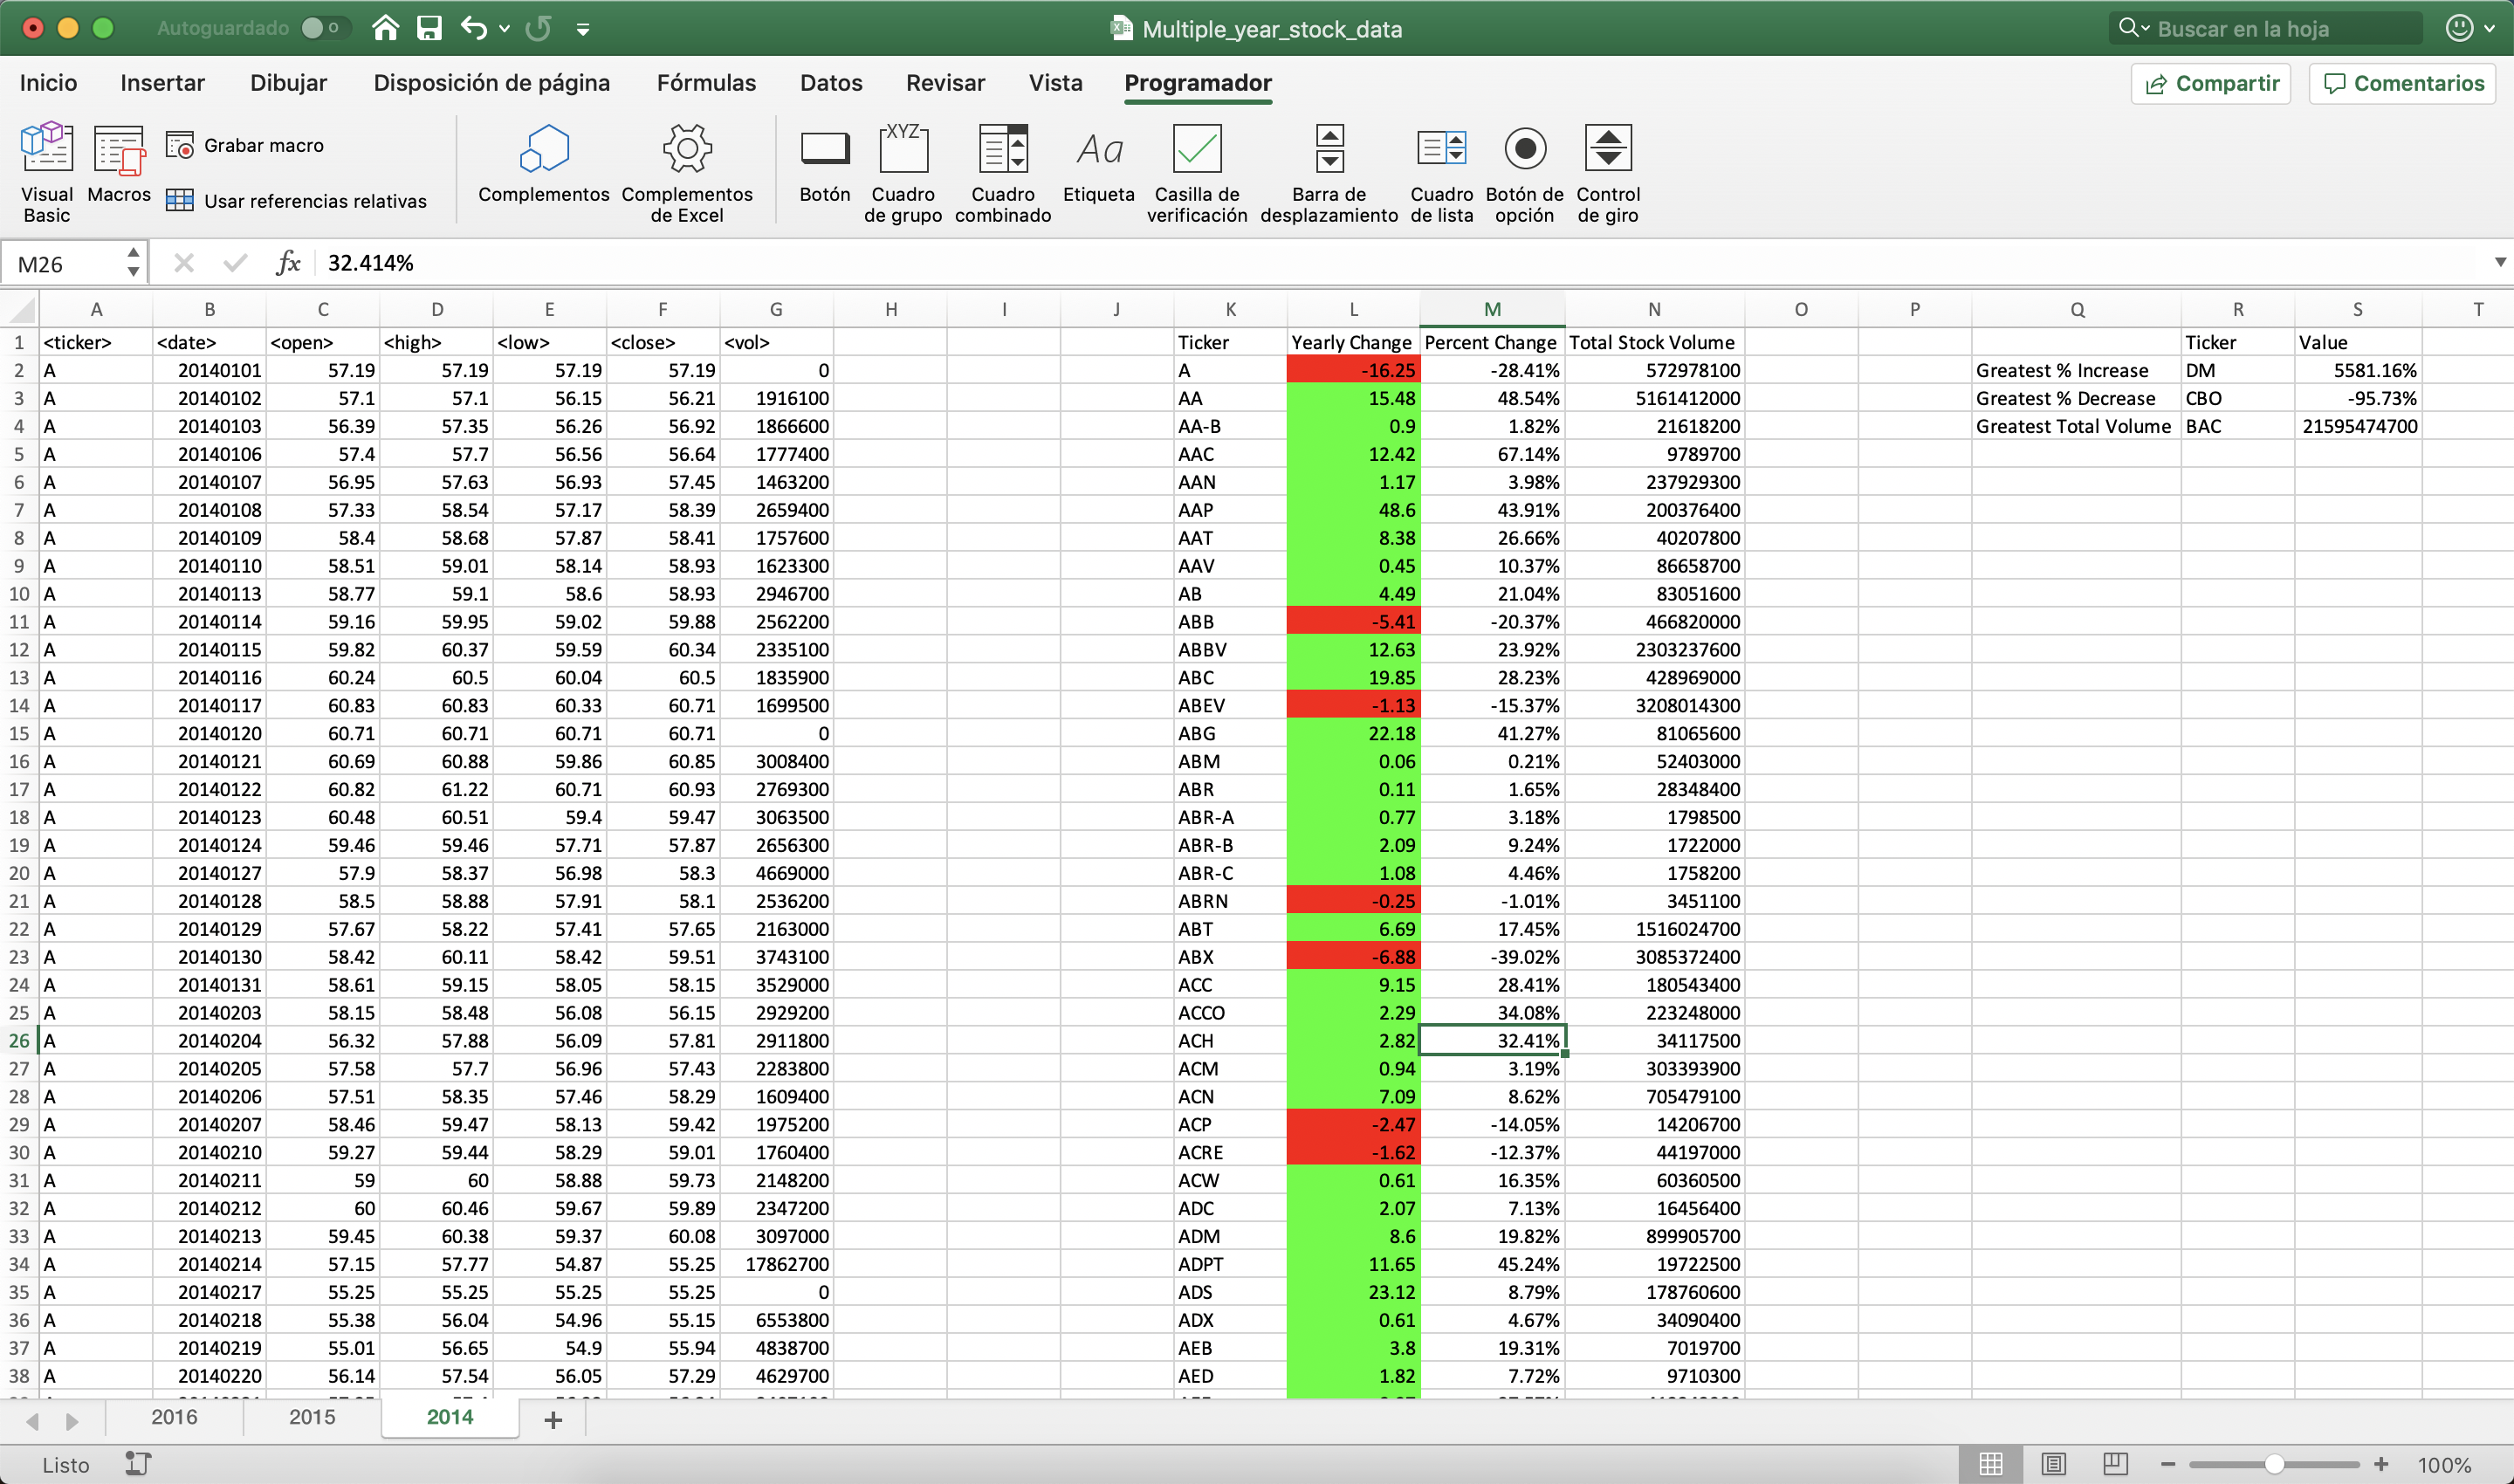 Autoguardado 0 Multiple_year_stock_data Buscar en la hoja
Inicio Insertar Dibujar Disposición de página Fórmulas Datos Revisar Vista Programador Compartir Comentarios
Visual Basic Macros Grabar macro Usar referencias relativas Complementos Complementos de Excel Botón XYZ Cuadro de grupo Cuadro combinado Aa Etiqueta Casilla de verificación Barra de desplazamiento Cuadro de lista Botón de opción Control de giro
M26 fx 32.414%
A B C D E F G H I J K L M N O P Q R S T
1 <ticker> <date> <open> <high> <low> <close> <vol> Ticker Yearly Change Percent Change Total Stock Volume Ticker Value
2 A 20140101 57.19 57.19 57.19 57.19 0 A -16.25 -28.41% 572978100 Greatest % Increase DM 5581.16%
3 A 20140102 57.1 57.1 56.15 56.21 1916100 AA 15.48 48.54% 5161412000 Greatest % Decrease CBO -95.73%
4 A 20140103 56.39 57.35 56.26 56.92 1866600 AA-B 0.9 1.82% 21618200 Greatest Total Volume BAC 21595474700
5 A 20140106 57.4 57.7 56.56 56.64 1777400 AAC 12.42 67.14% 9789700
6 A 20140107 56.95 57.63 56.93 57.45 1463200 AAN 1.17 3.98% 237929300
7 A 20140108 57.33 58.54 57.17 58.39 2659400 AAP 48.6 43.91% 200376400
8 A 20140109 58.4 58.68 57.87 58.41 1757600 AAT 8.38 26.66% 40207800
9 A 20140110 58.51 59.01 58.14 58.93 1623300 AAV 0.45 10.37% 86658700
10 A 20140113 58.77 59.1 58.6 58.93 2946700 AB 4.49 21.04% 83051600
11 A 20140114 59.16 59.95 59.02 59.88 2562200 ABB -5.41 -20.37% 466820000
12 A 20140115 59.82 60.37 59.59 60.34 2335100 ABBV 12.63 23.92% 2303237600
13 A 20140116 60.24 60.5 60.04 60.5 1835900 ABC 19.85 28.23% 428969000
14 A 20140117 60.83 60.83 60.33 60.71 1699500 ABEV -1.13 -15.37% 3208014300
15 A 20140120 60.71 60.71 60.71 60.71 0 ABG 22.18 41.27% 81065600
16 A 20140121 60.69 60.88 59.86 60.85 3008400 ABM 0.06 0.21% 52403000
17 A 20140122 60.82 61.22 60.71 60.93 2769300 ABR 0.11 1.65% 28348400
18 A 20140123 60.48 60.51 59.4 59.47 3063500 ABR-A 0.77 3.18% 1798500
19 A 20140124 59.46 59.46 57.71 57.87 2656300 ABR-B 2.09 9.24% 1722000
20 A 20140127 57.9 58.37 56.98 58.3 4669000 ABR-C 1.08 4.46% 1758200
21 A 20140128 58.5 58.88 57.91 58.1 2536200 ABRN -0.25 -1.01% 3451100
22 A 20140129 57.67 58.22 57.41 57.65 2163000 ABT 6.69 17.45% 1516024700
23 A 20140130 58.42 60.11 58.42 59.51 3743100 ABX -6.88 -39.02% 3085372400
24 A 20140131 58.61 59.15 58.05 58.15 3529000 ACC 9.15 28.41% 180543400
25 A 20140203 58.15 58.48 56.08 56.15 2929200 ACCO 2.29 34.08% 223248000
26 A 20140204 56.32 57.88 56.09 57.81 2911800 ACH 2.82 32.41% 34117500
27 A 20140205 57.58 57.7 56.96 57.43 2283800 ACM 0.94 3.19% 303393900
28 A 20140206 57.51 58.35 57.46 58.29 1609400 ACN 7.09 8.62% 705479100
29 A 20140207 58.46 59.47 58.13 59.42 1975200 ACP -2.47 -14.05% 14206700
30 A 20140210 59.27 59.44 58.29 59.01 1760400 ACRE -1.62 -12.37% 44197000
31 A 20140211 59 60 58.88 59.73 2148200 ACW 0.61 16.35% 60360500
32 A 20140212 60 60.46 59.67 59.89 2347200 ADC 2.07 7.13% 16456400
33 A 20140213 59.45 60.38 59.37 60.08 3097000 ADM 8.6 19.82% 899905700
34 A 20140214 57.15 57.77 54.87 55.25 17862700 ADPT 11.65 45.24% 19722500
35 A 20140217 55.25 55.25 55.25 55.25 0 ADS 23.12 8.79% 178760600
36 A 20140218 55.38 56.04 54.96 55.15 6553800 ADX 0.61 4.67% 34090400
37 A 20140219 55.01 56.65 54.9 55.94 4838700 AEB 3.8 19.31% 7019700
38 A 20140220 56.14 57.54 56.05 57.29 4629700 AED 1.82 7.72% 9710300
2016 2015 2014
Listo 100%